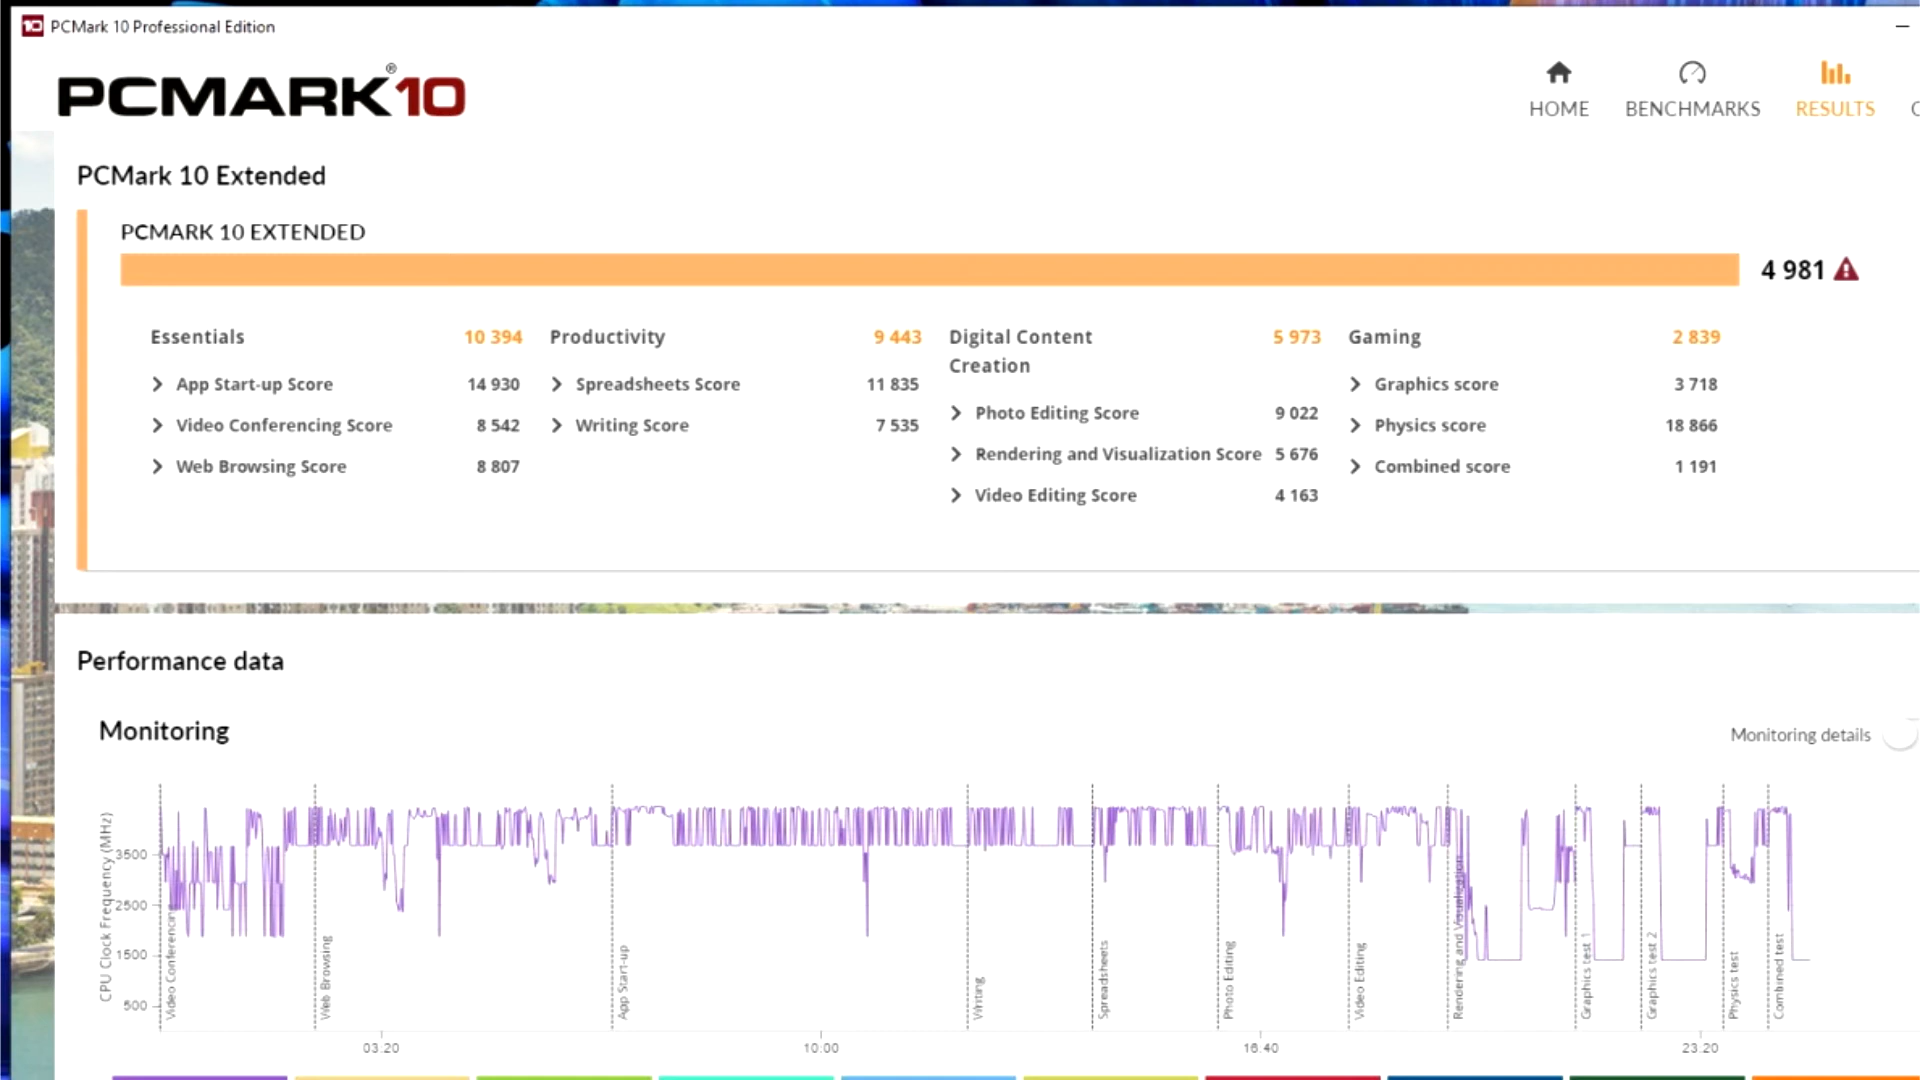 10 PCMark 10 Professional Edition
PCMARK®10
HOME
BENCHMARKS
RESULTS
PCMark 10 Extended
PCMARK 10 EXTENDED
4 981
Essentials 10 394
App Start-up Score 14 930
Video Conferencing Score 8 542
Web Browsing Score 8 807
Productivity 9 443
Spreadsheets Score 11 835
Writing Score 7 535
Digital Content 5 973
Creation
Photo Editing Score 9 022
Rendering and Visualization Score 5 676
Video Editing Score 4 163
Gaming 2 839
Graphics score 3 718
Physics score 18 866
Combined score 1 191
Performance data
Monitoring
Monitoring details
CPU Clock Frequency (MHz)
3500
2500
1500
500
Video Conferencing
Web Browsing
App Start-up
Writing
Spreadsheets
Photo Editing
Video Editing
Rendering and Visualization
Graphics test 1
Graphics test 2
Physics test
Combined test
03:20
10:00
16:40
23:20